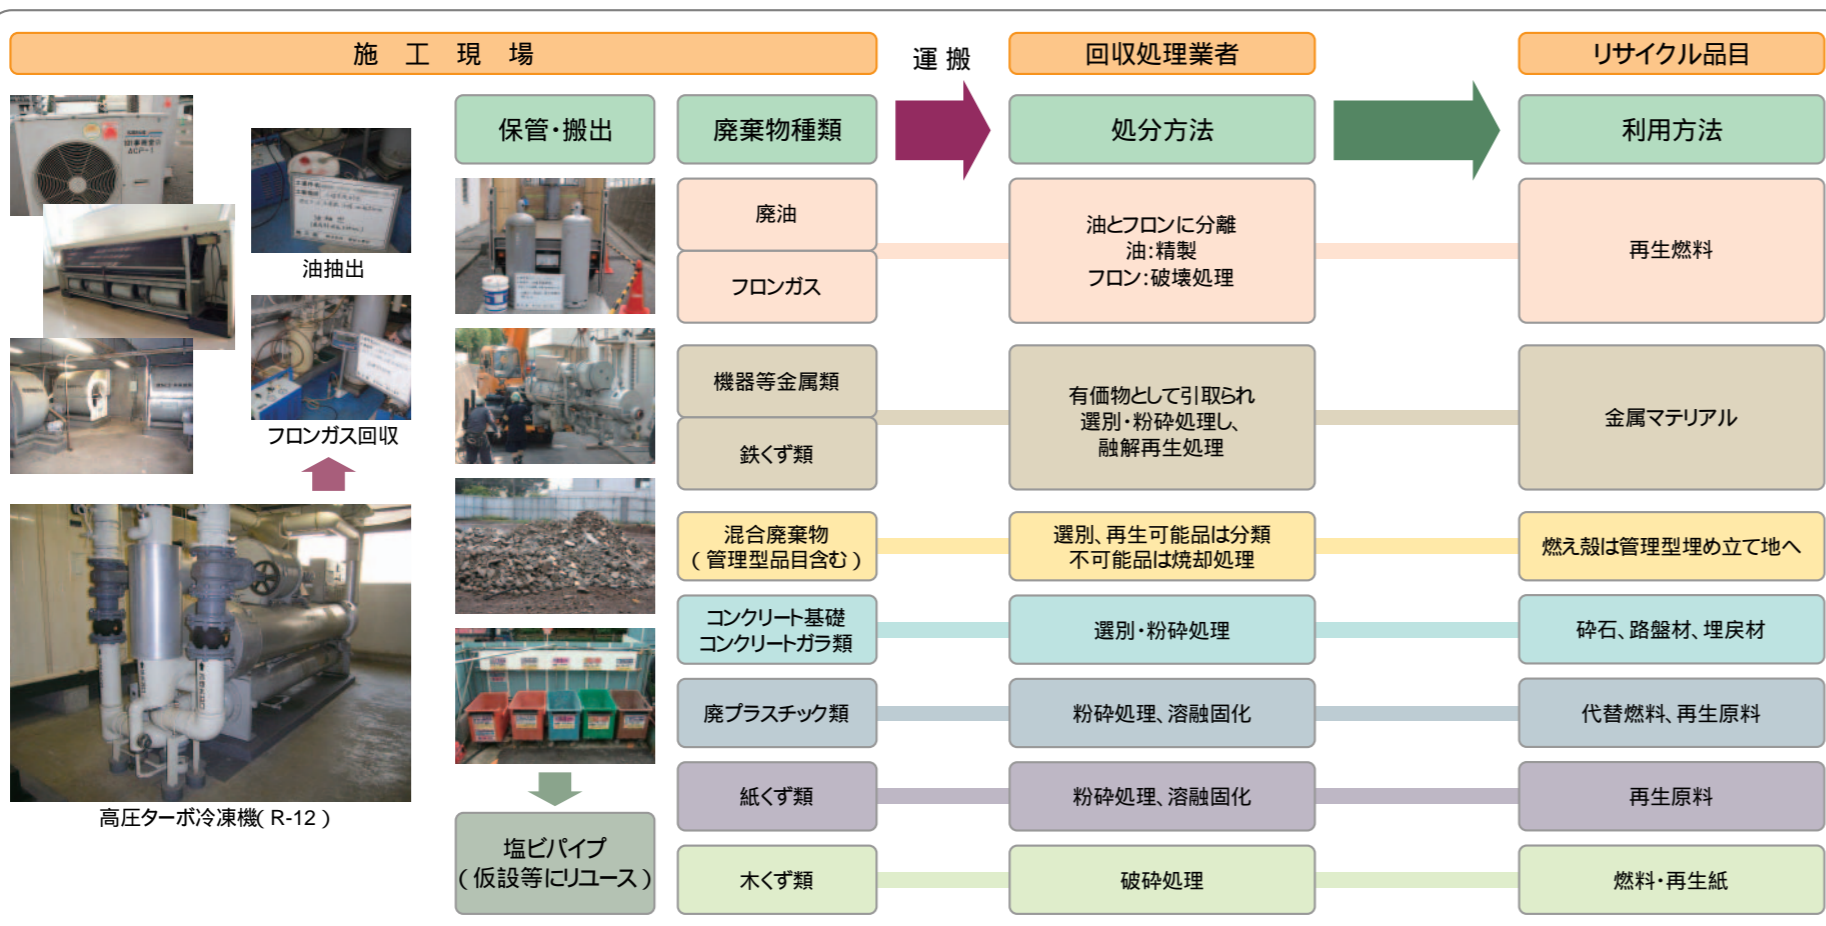 施工現場
運搬
回収処理業者
リサイクル品目
保管・搬出
廃棄物種類
処分方法
利用方法
油抽出
フロンガス回収
高圧ターボ冷凍機(R-12)
塩ビパイプ
(仮設等にリユース)
廃油
フロンガス
油とフロンに分離
油:精製
フロン:破壊処理
再生燃料
機器等金属類
鉄くず類
有価物として引取られ
選別・粉砕処理し、
融解再生処理
金属マテリアル
混合廃棄物
(管理型品目含む)
選別、再生可能品は分類
不可能品は焼却処理
燃え殻は管理型埋め立て地へ
コンクリート基礎
コンクリートガラ類
選別・粉砕処理
砕石、路盤材、埋戻材
廃プラスチック類
粉砕処理、溶融固化
代替燃料、再生原料
紙くず類
粉砕処理、溶融固化
再生原料
木くず類
破砕処理
燃料・再生紙
ACP-1